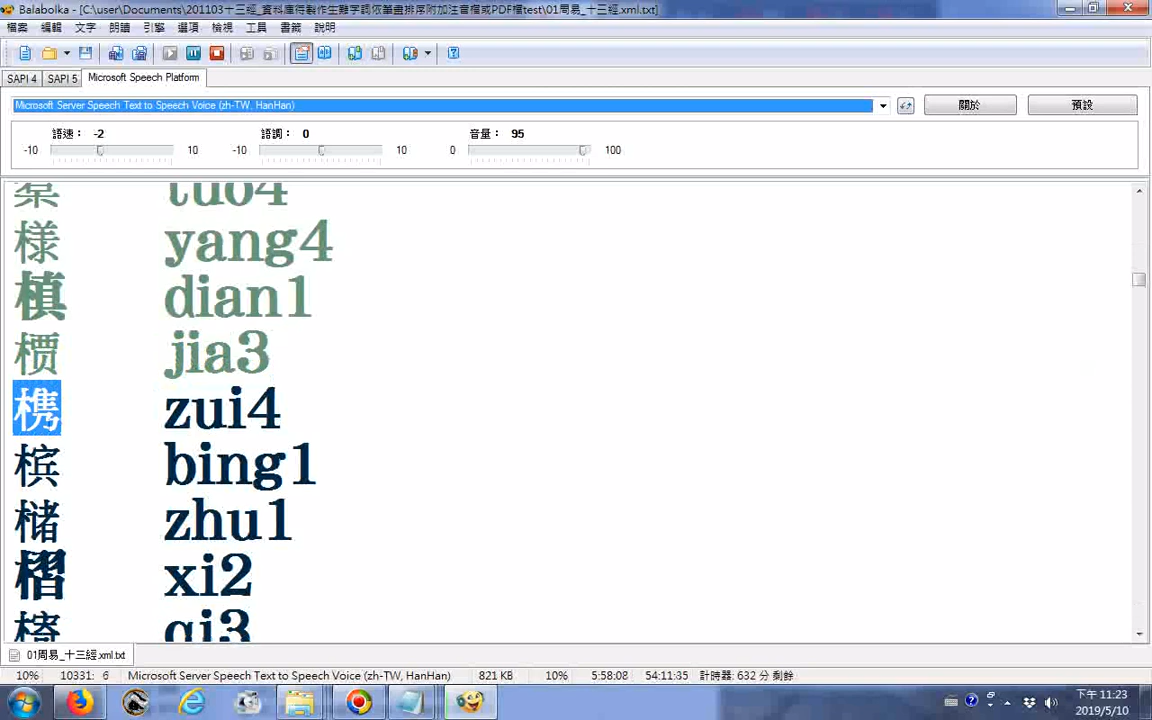 Balabolka - [C:\user\Documents\201103十三經_資料庫待製作生難字詞依筆畫排序附加注音檔或PDF檔test\01周易_十三經.xml.txt]
檔案 編輯 文字 朗讀 引擎 選項 檢視 工具 書籤 說明
SAPI 4 SAPI 5 Microsoft Speech Platform
Microsoft Server Speech Text to Speech Voice (zh-TW, HanHan) 關於 預設
語速： -2 語調： 0 音量： 95
-10 10 -10 10 0 100
tuo4
様 yang4
槙 dian1
槚 jia3
槜 zui4
槟 bing1
槠 zhu1
槢 xi2
qi3
01周易_十三經.xml.txt
10% 10331: 6 Microsoft Server Speech Text to Speech Voice (zh-TW, HanHan) 821 KB 10% 5:58:08 54:11:35 計時器: 632 分 剩餘
下午 11:23
2019/5/10